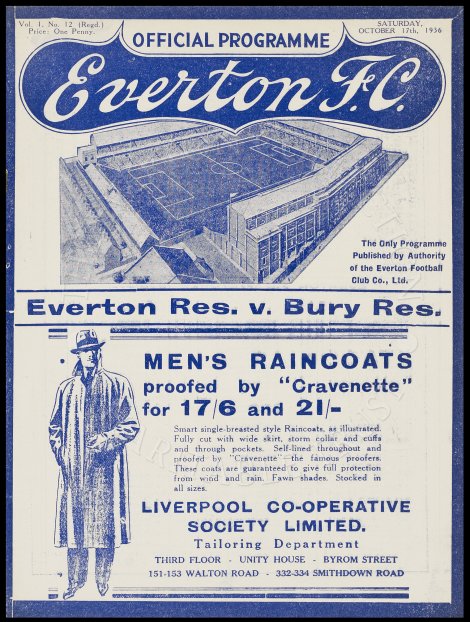 Vol. 1, No. 12 (Regd.)
Price: One Penny.
SATURDAY,
OCTOBER 17th, 1936
OFFICIAL PROGRAMME
Everton F.C.
The Only Programme
Published by Authority
of the Everton Football
Club Co., Ltd.
Everton Res. v. Bury Res.
MEN'S RAINCOATS
proofed by "Cravenette"
for 17/6 and 21/-
Smart single-breasted style Raincoats, as illustrated.
Fully cut with wide skirt, storm collar and cuffs
and through pockets. Self-lined throughout and
proofed by "Cravenette"—the famous proofers.
These coats are guaranteed to give full protection
from wind and rain. Fawn shades. Stocked in
all sizes.
LIVERPOOL CO-OPERATIVE
SOCIETY LIMITED.
Tailoring Department
THIRD FLOOR - UNITY HOUSE - BYROM STREET
151-153 WALTON ROAD - 332-334 SMITHDOWN ROAD